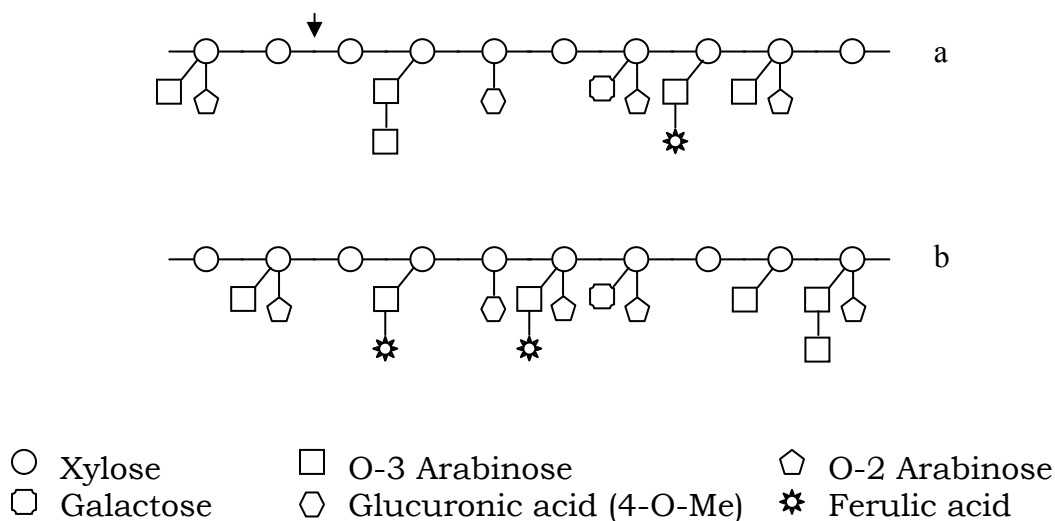 a
b
Xylose O-3 Arabinose O-2 Arabinose
Galactose Glucuronic acid (4-O-Me) Ferulic acid